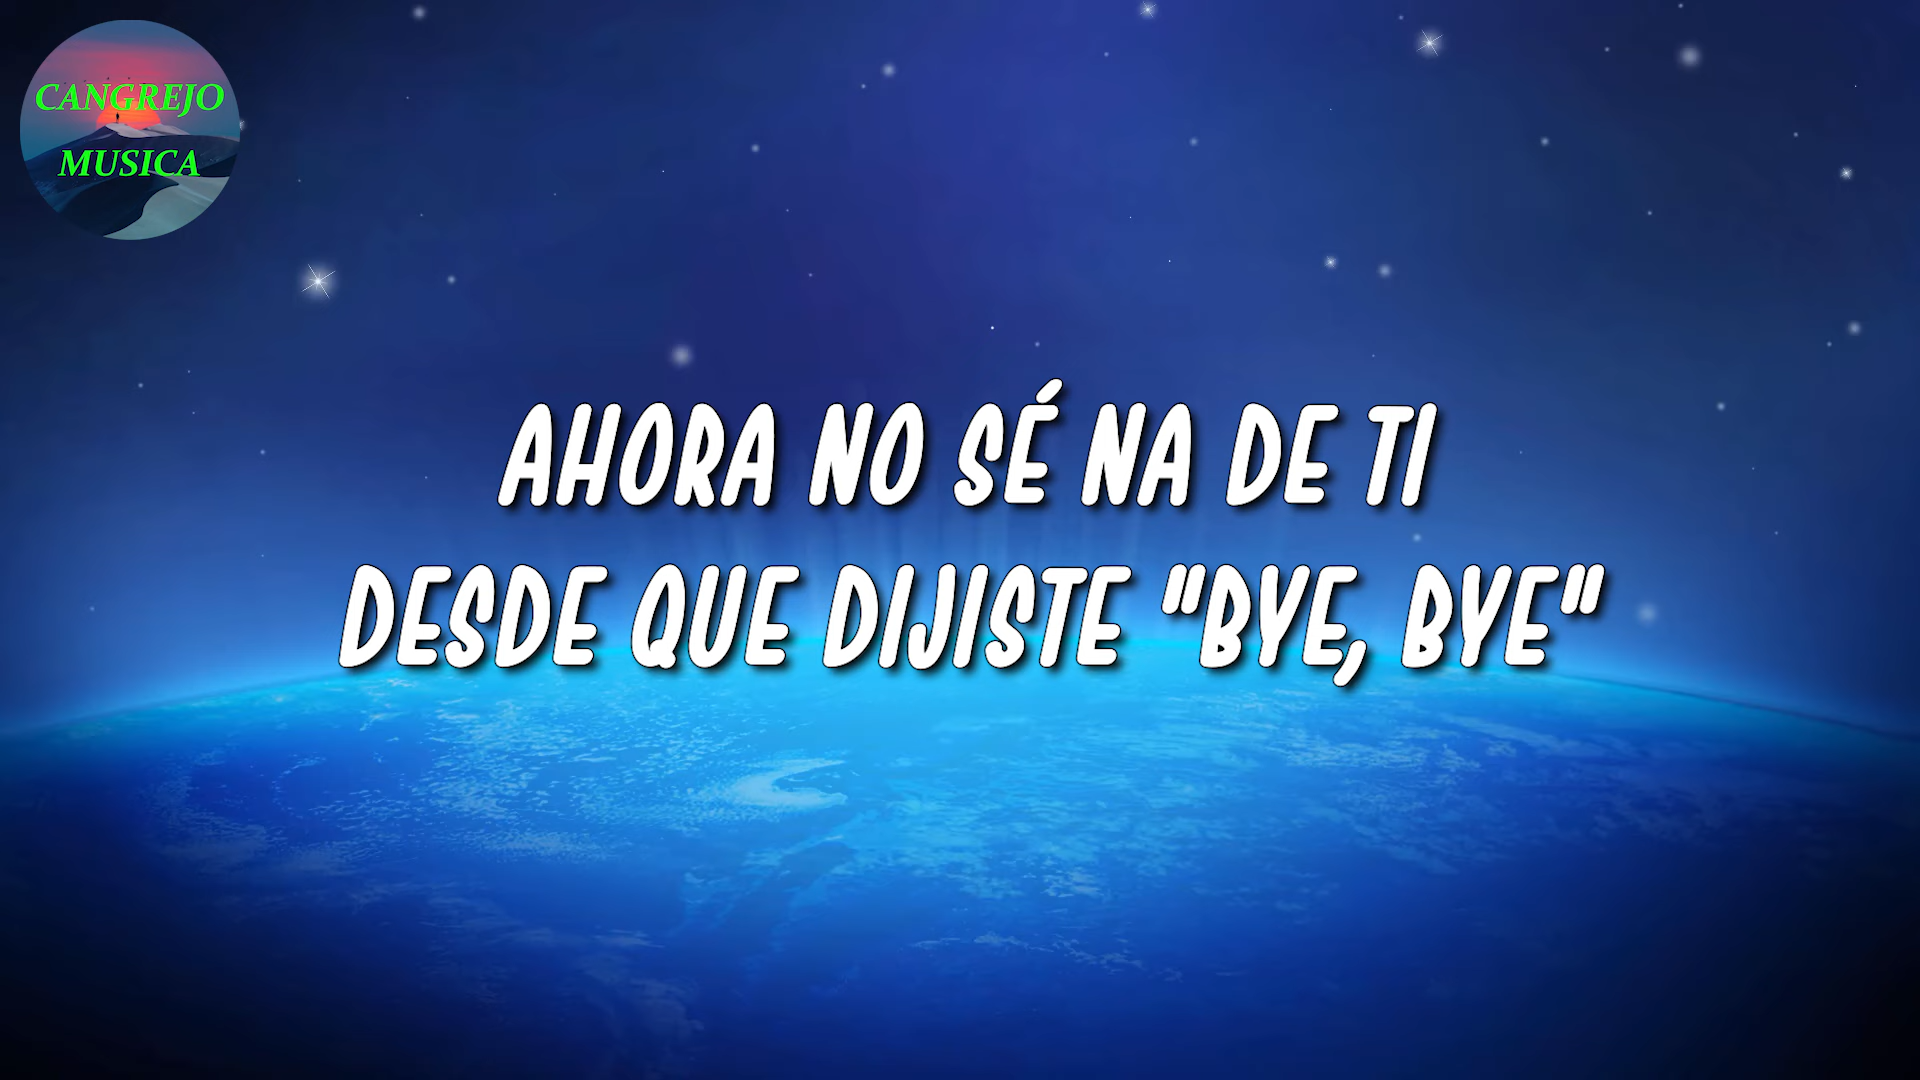 CANGREJO
MUSICA
AHORA NO SÉ NA DE TI
DESDE QUE DIJISTE "BYE, BYE"